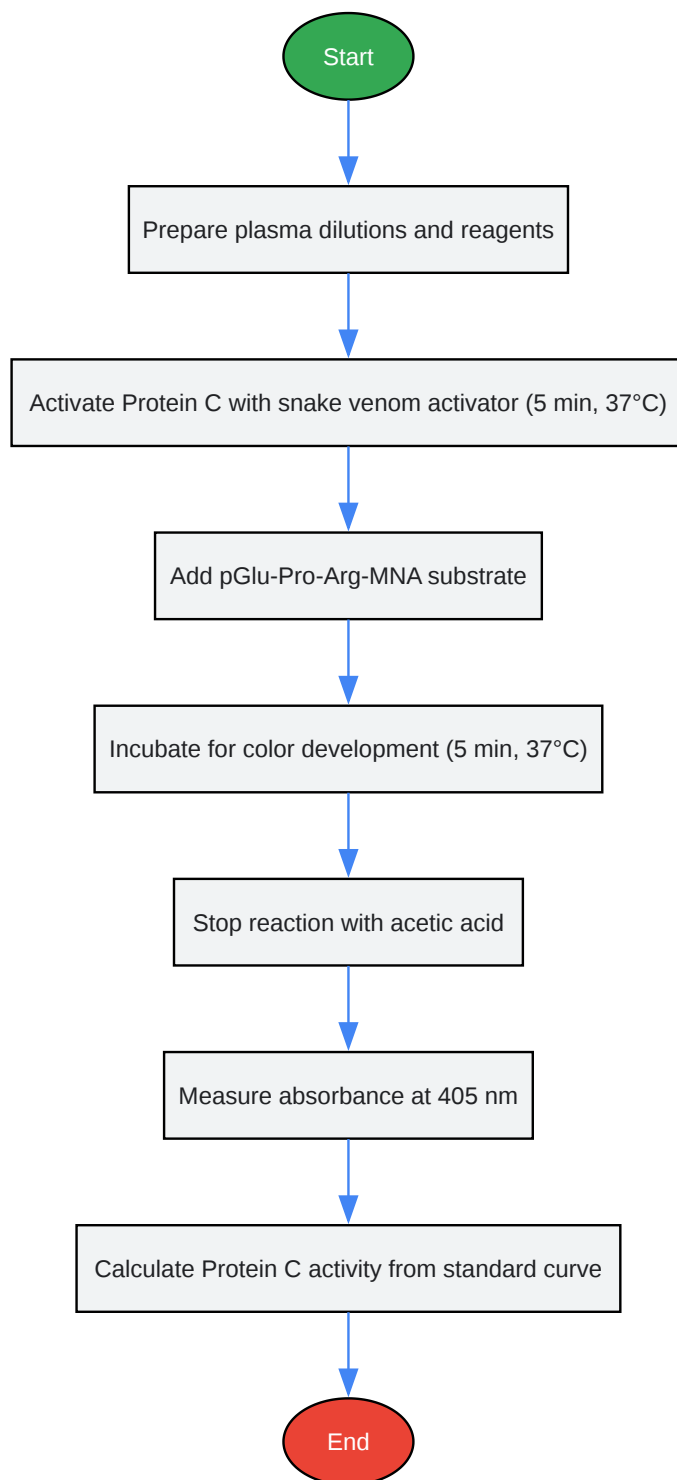 Start
Prepare plasma dilutions and reagents
Activate Protein C with snake venom activator (5 min, 37°C)
Add pGlu-Pro-Arg-MNA substrate
Incubate for color development (5 min, 37°C)
Stop reaction with acetic acid
Measure absorbance at 405 nm
Calculate Protein C activity from standard curve
End